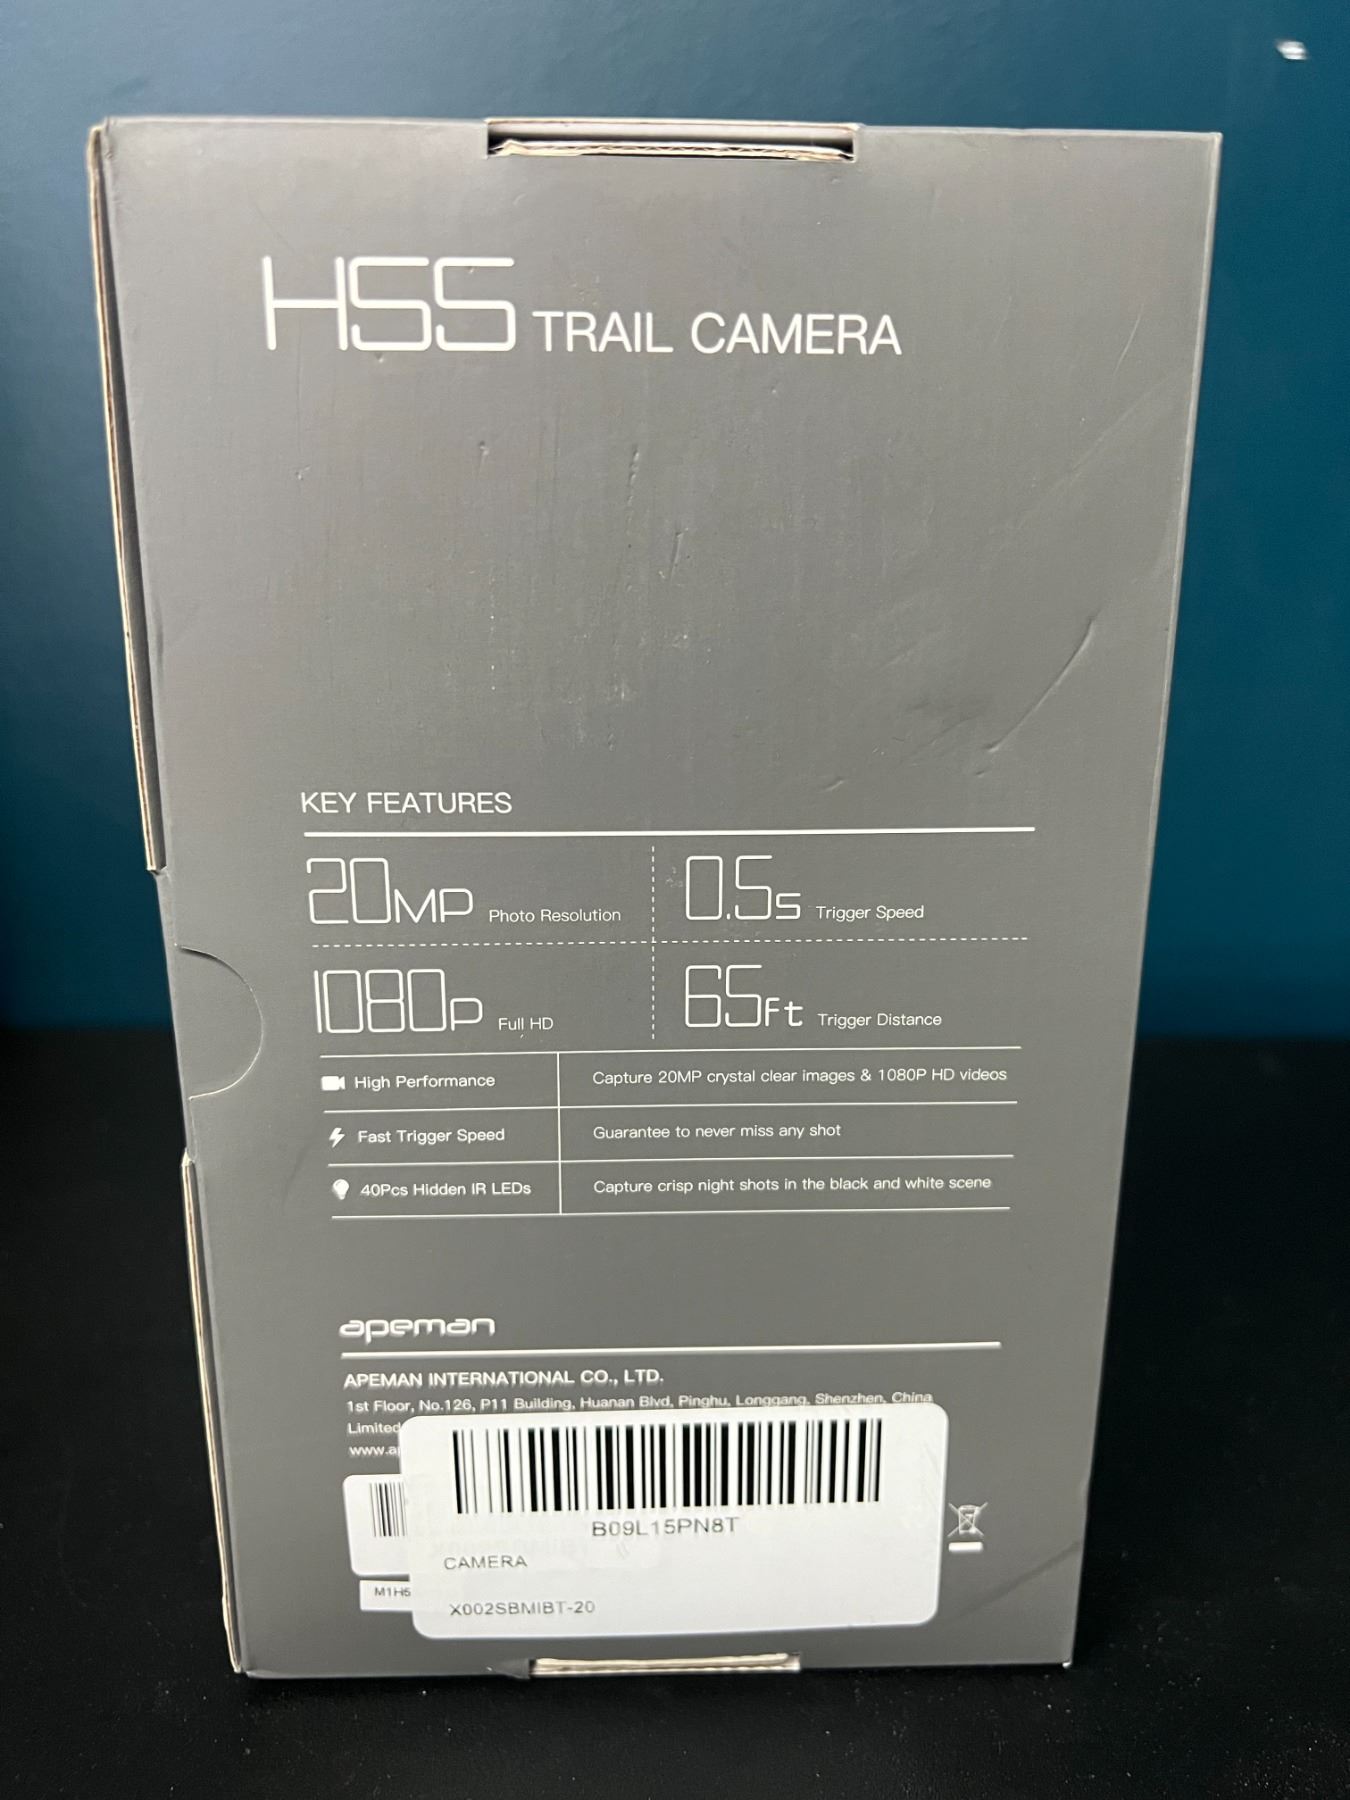 H55 TRAIL CAMERA
KEY FEATURES
20MP Photo Resolution
0.5s Trigger Speed
1080P Full HD
65Ft Trigger Distance
High Performance
Capture 20MP crystal clear images & 1080P HD videos
Fast Trigger Speed
Guarantee to never miss any shot
40Pcs Hidden IR LEDs
Capture crisp night shots in the black and white scene
apeman
APEMAN INTERNATIONAL CO., LTD.
1st Floor, No.126, P11 Building, Huanan Blvd, Pinghu, Longgang, Shenzhen, China
Limited
www.a
B09L15PN8T
CAMERA
M1H5
X002SBMIBT-20